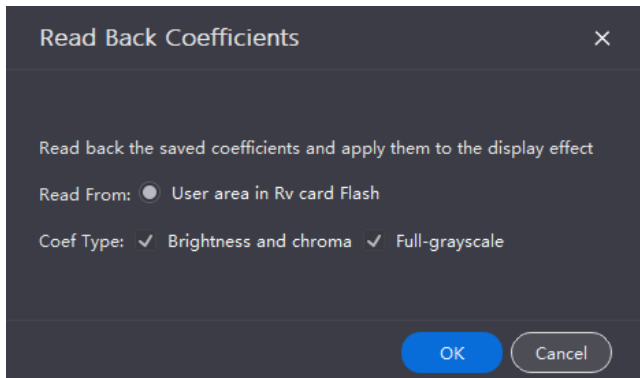 Read Back Coefficients
Read back the saved coefficients and apply them to the display effect
Read From: User area in Rv card Flash
Coef Type: Brightness and chroma Full-grayscale
OK Cancel